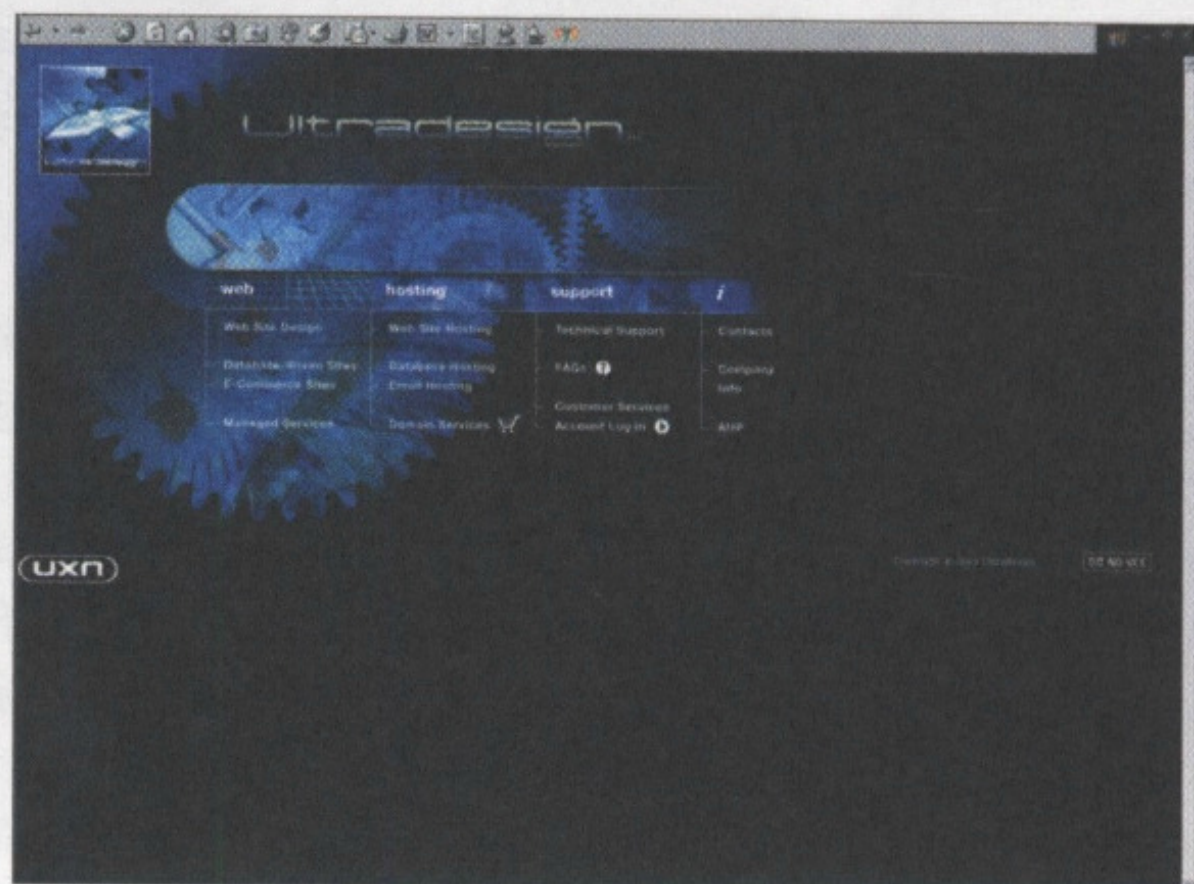 Ultradesign
web hosting support i
Web Site Design Web Site Hosting Technical Support Contacts
Database-driven Sites Database Hosting FAQs ? Company
E-Commerce Sites Email Hosting Info
Customer Services
Managed Services Domain Services Account Log in
uxn